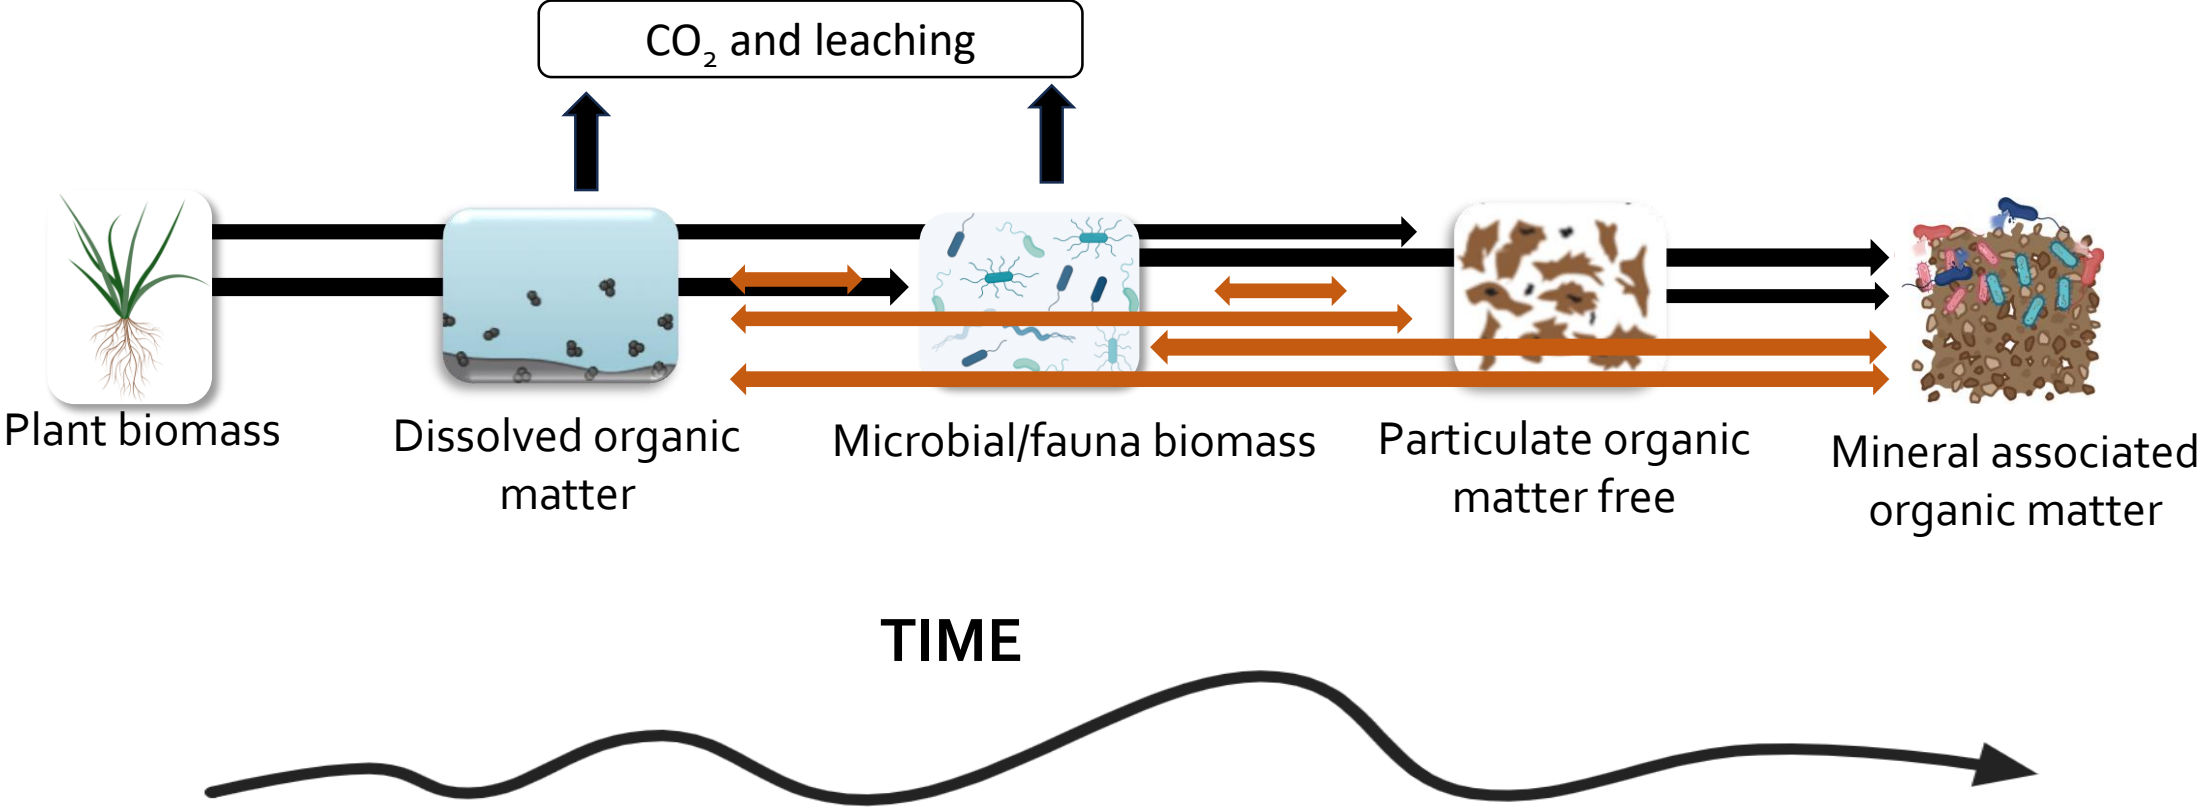 CO₂ and leaching
Plant biomass
Dissolved organic
matter
Microbial/fauna biomass
Particulate organic
matter free
Mineral associated
organic matter
TIME